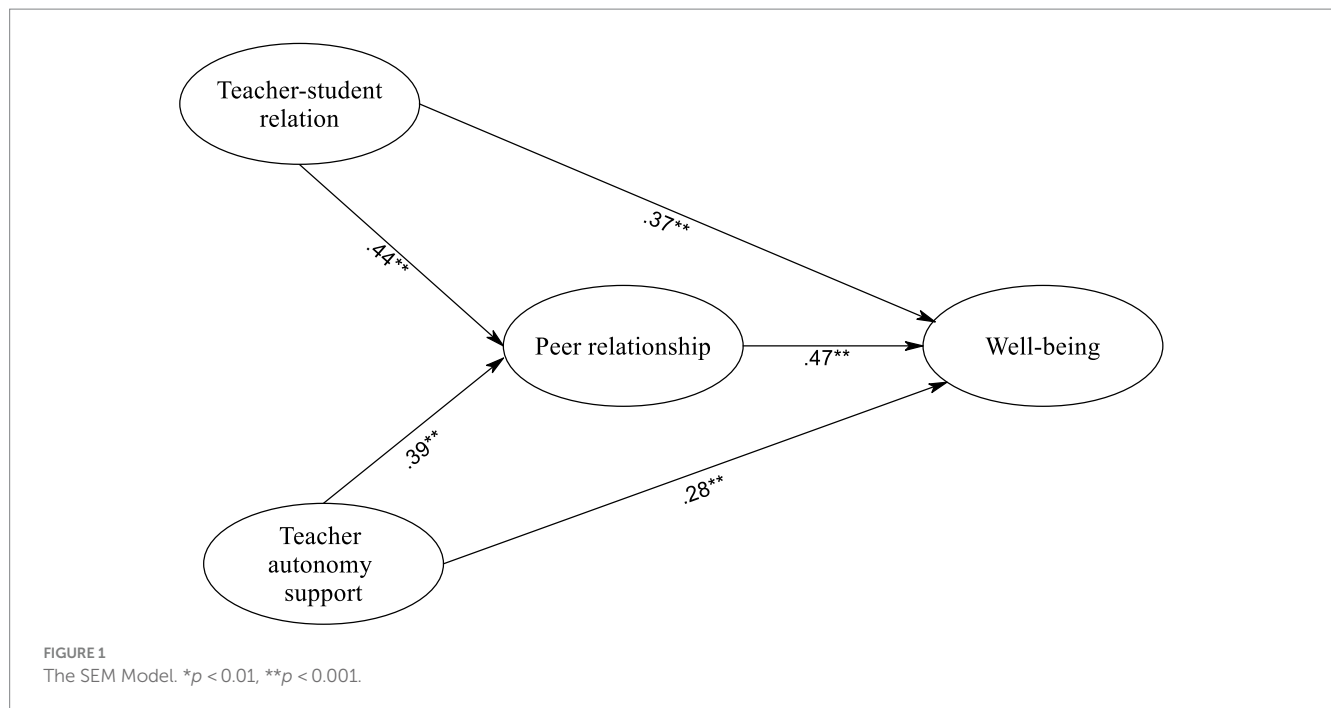 Teacher-student
relation
.37**
.44**
Peer relationship
.47**
Well-being
.39**
.28**
Teacher
autonomy
support
FIGURE 1
The SEM Model. *p < 0.01, **p < 0.001.